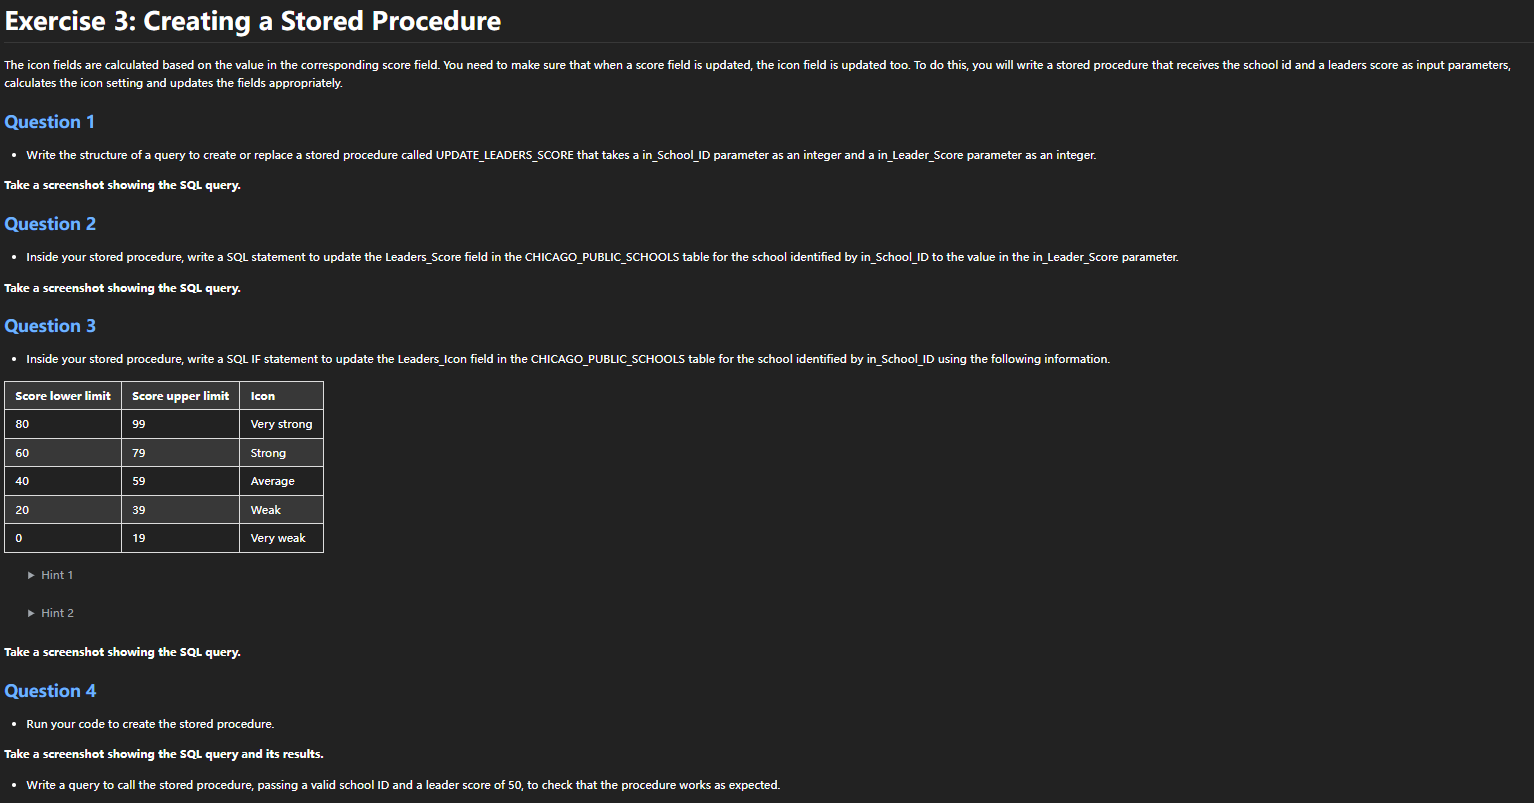 Exercise 3: Creating a Stored Procedure
The icon fields are calculated based on the value in the corresponding score field. You need to make sure that when a score field is updated, the icon field is updated too. To do this, you will write a stored procedure that receives the school id and a leaders score as input parameters,
calculates the icon setting and updates the fields appropriately.
Question 1
• Write the structure of a query to create or replace a stored procedure called UPDATE_LEADERS_SCORE that takes a in_School_ID parameter as an integer and a in_Leader_Score parameter as an integer.
Take a screenshot showing the SQL query.
Question 2
• Inside your stored procedure, write a SQL statement to update the Leaders_Score field in the CHICAGO_PUBLIC_SCHOOLS table for the school identified by in_School_ID to the value in the in_Leader_Score parameter.
Take a screenshot showing the SQL query.
Question 3
• Inside your stored procedure, write a SQL IF statement to update the Leaders_Icon field in the CHICAGO_PUBLIC_SCHOOLS table for the school identified by in_School_ID using the following information.
Score lower limit Score upper limit Icon
80 99 Very strong
60 79 Strong
40 59 Average
20 39 Weak
0 19 Very weak
▶ Hint 1
▶ Hint 2
Take a screenshot showing the SQL query.
Question 4
• Run your code to create the stored procedure.
Take a screenshot showing the SQL query and its results.
• Write a query to call the stored procedure, passing a valid school ID and a leader score of 50, to check that the procedure works as expected.